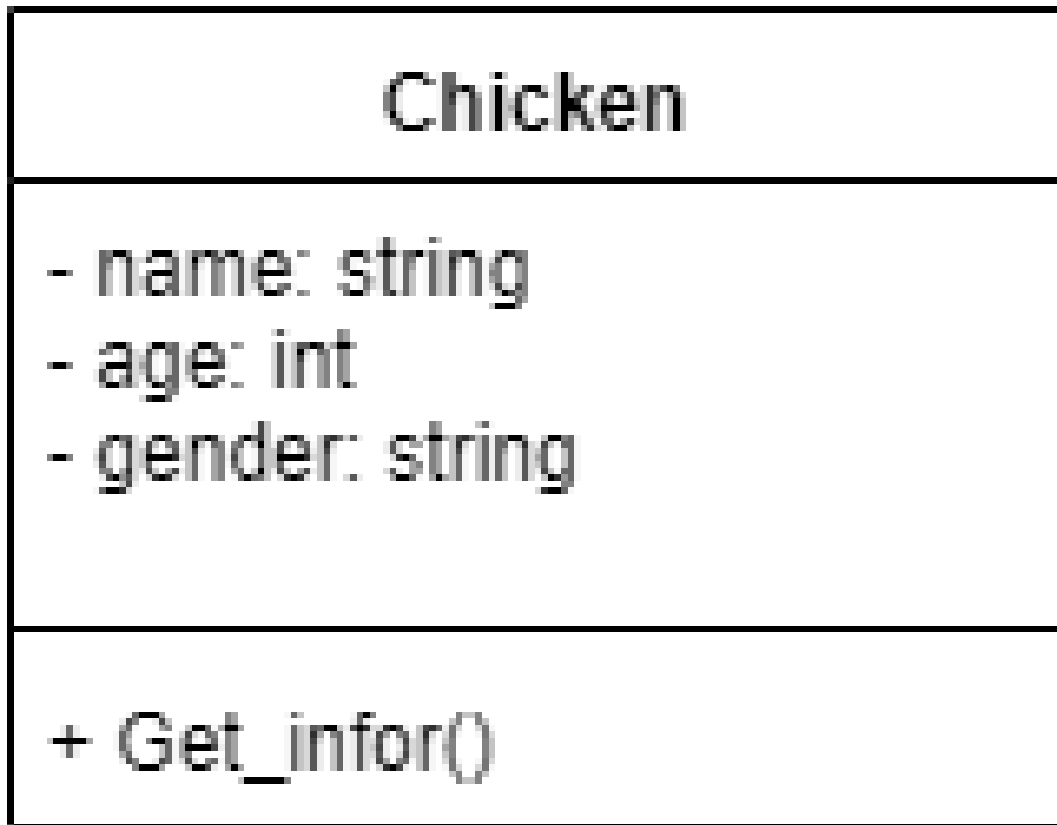 Chicken
- name: string
- age: int
- gender: string
+ Get_infor()